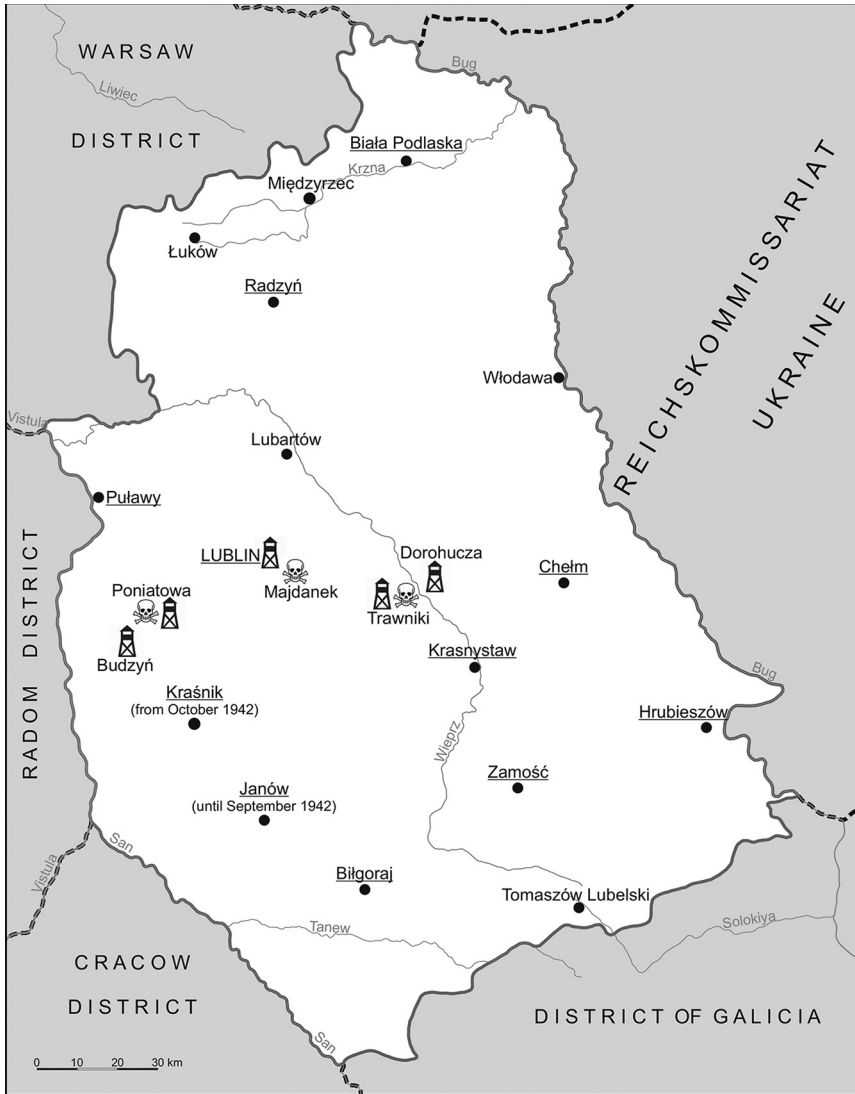 WARSAW
DISTRICT
Liwiec
Bug
Biała Podlaska
Krzna
Międzyrzec
Łuków
Radzyń
REICHSKOMMISSARIAT
UKRAINE
Włodawa
Vistula
Lubartów
Puławy
RADOM DISTRICT
LUBLIN
Majdanek
Dorohucza
Trawniki
Chełm
Poniatowa
Budzyń
Krasnystaw
Bug
Kraśnik
(from October 1942)
Hrubieszów
Wieprz
Zamość
Janów
(until September 1942)
San
Vistula
Biłgoraj
Tomaszów Lubelski
Solokiya
Tanew
CRACOW
DISTRICT
DISTRICT OF GALICIA
San
0 10 20 30 km